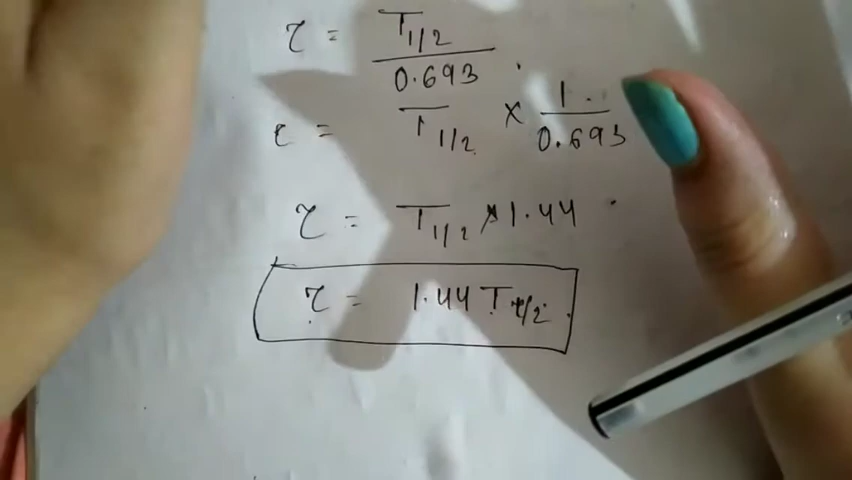 τ = T1/2 / 0.693
τ = T1/2 × 1/0.693
τ = T1/2 × 1.44
τ = 1.44 T1/2